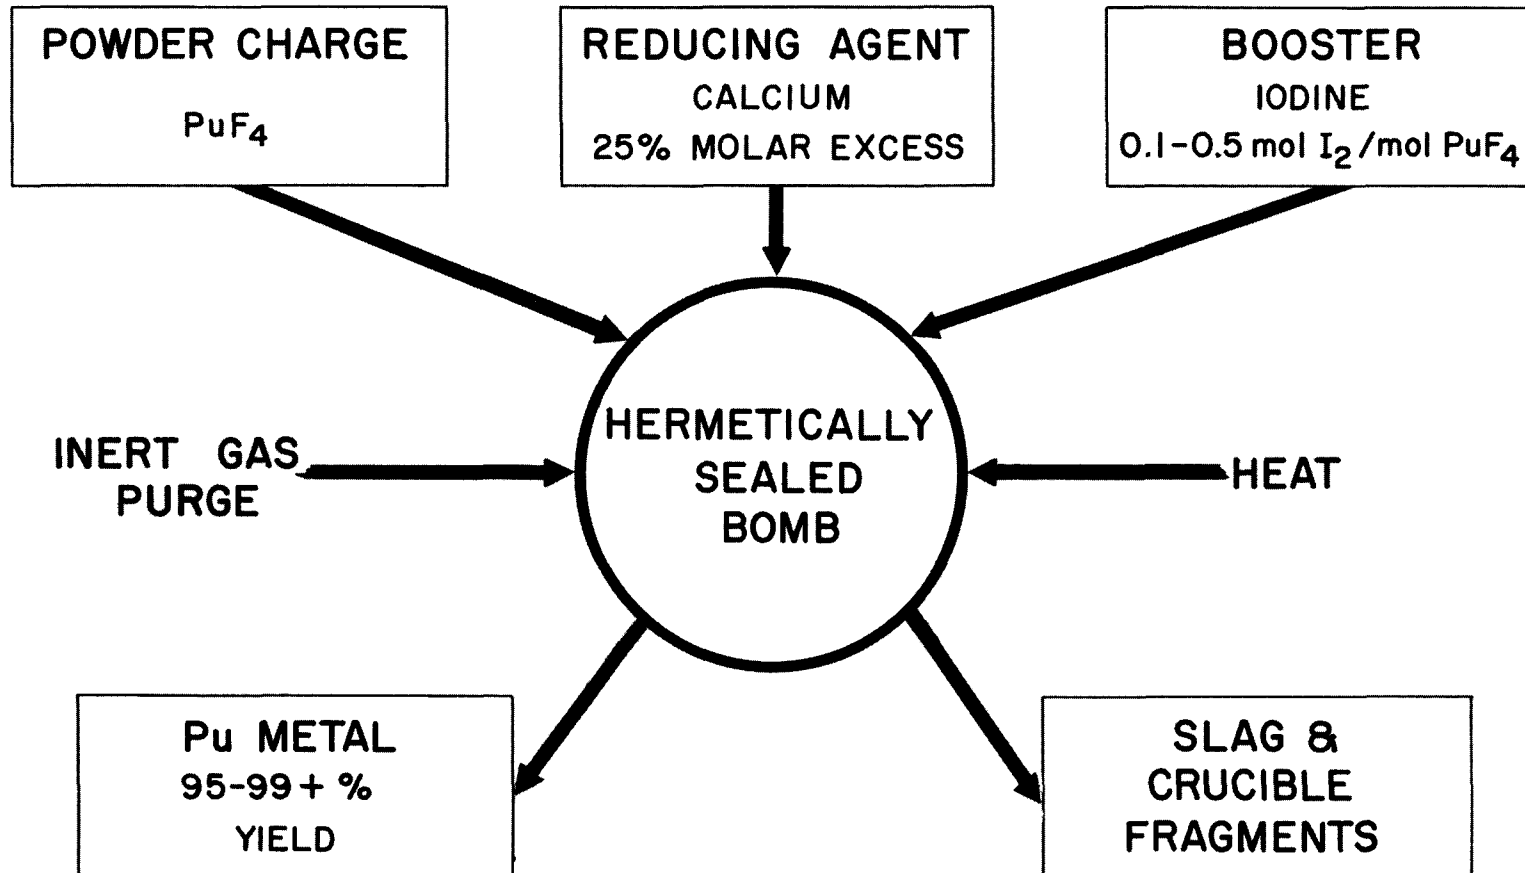 POWDER CHARGE
PuF₄
REDUCING AGENT
CALCIUM
25% MOLAR EXCESS
BOOSTER
IODINE
0.1-0.5 mol I₂/mol PuF₄
INERT GAS
PURGE
HERMETICALLY
SEALED
BOMB
HEAT
Pu METAL
95-99+ %
YIELD
SLAG &
CRUCIBLE
FRAGMENTS